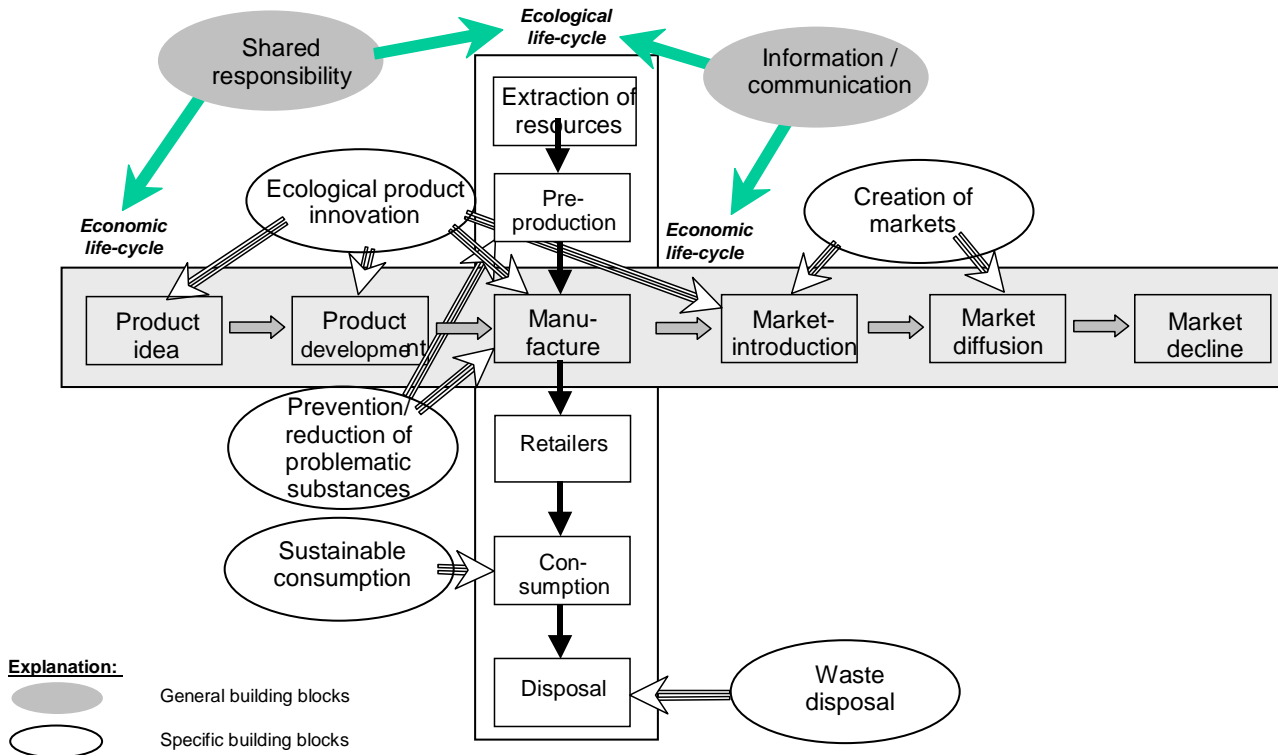 Ecological
life-cycle
Shared
responsibility
Information /
communication
Extraction of
resources
Ecological product
innovation
Pre-
production
Creation of
markets
Economic
life-cycle
Economic
life-cycle
Product
idea
Product
development
Manu-
facture
Market-
introduction
Market
diffusion
Market
decline
Prevention/
reduction of
problematic
substances
Retailers
Sustainable
consumption
Con-
sumption
Disposal
Waste
disposal
Explanation:
General building blocks
Specific building blocks